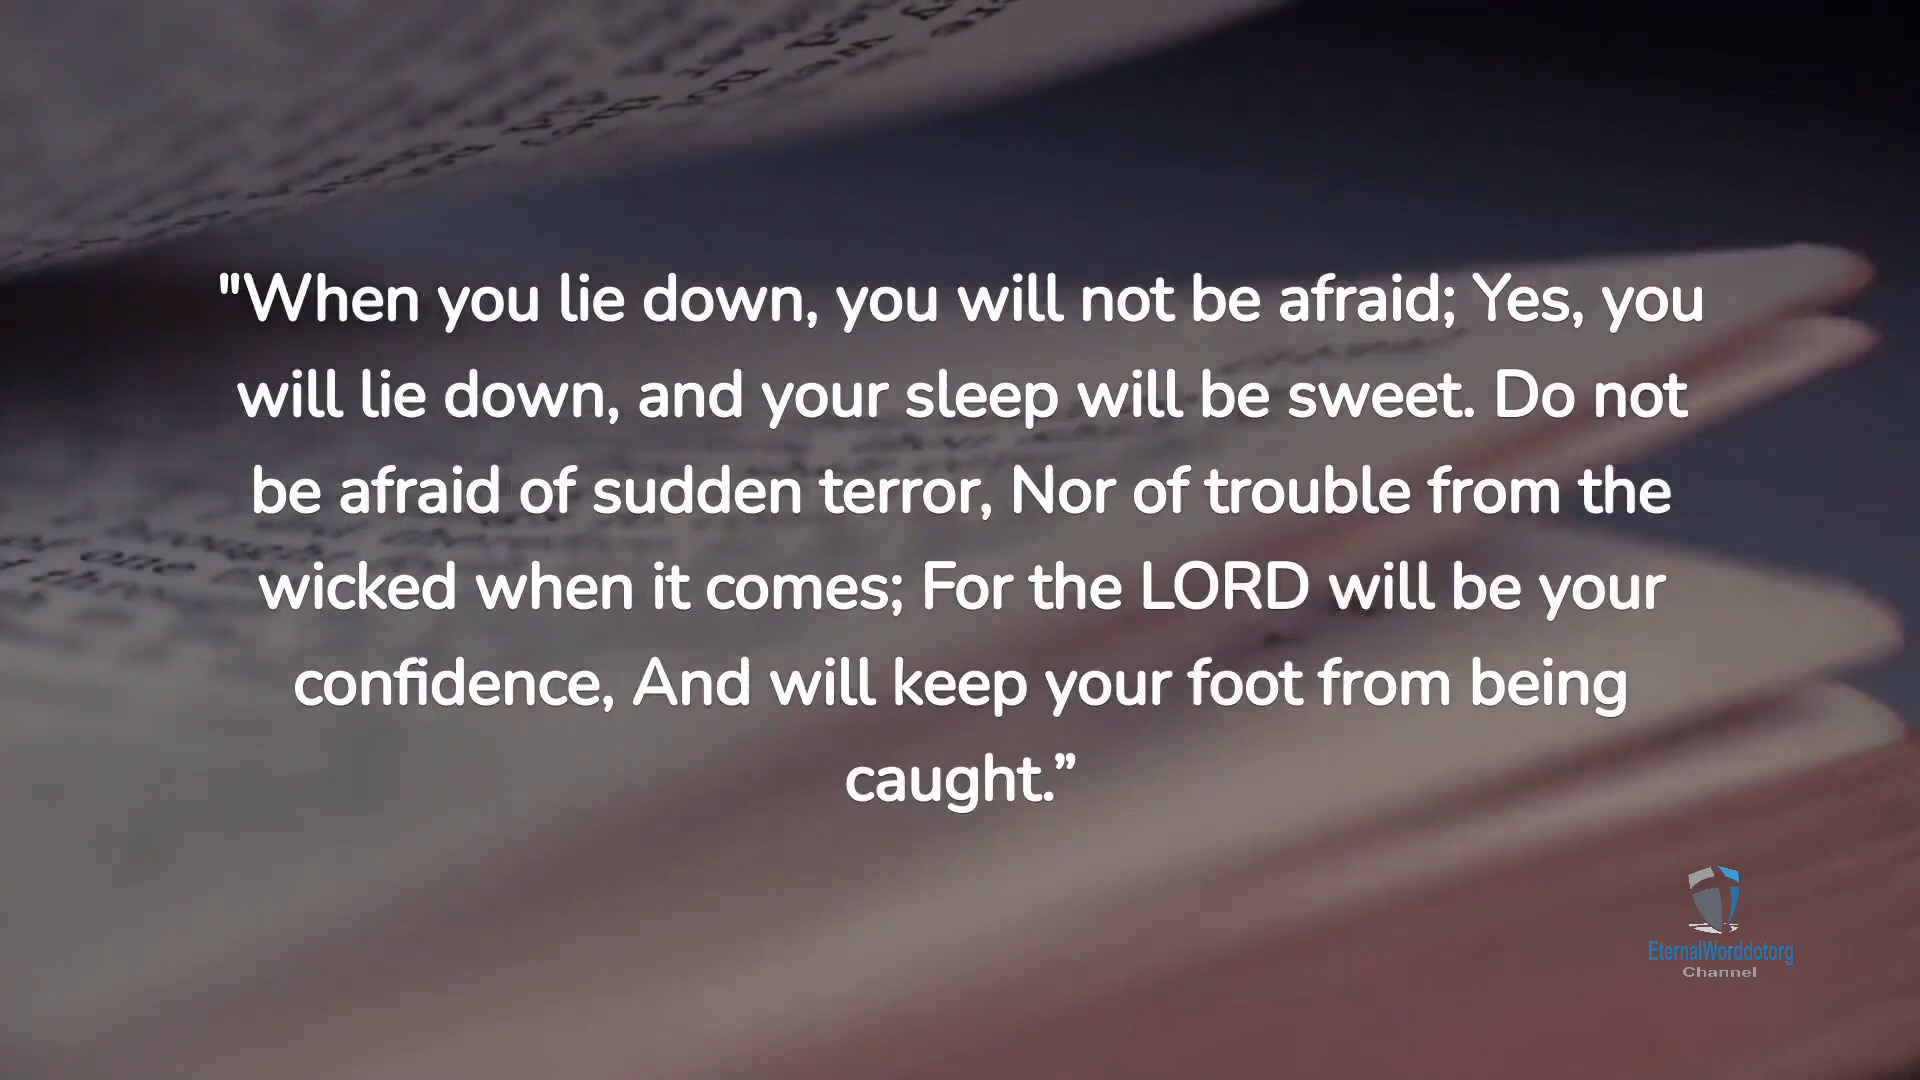 "When you lie down, you will not be afraid; Yes, you
will lie down, and your sleep will be sweet. Do not
be afraid of sudden terror, Nor of trouble from the
wicked when it comes; For the LORD will be your
confidence, And will keep your foot from being
caught.”
EternalWorddotorg
Channel